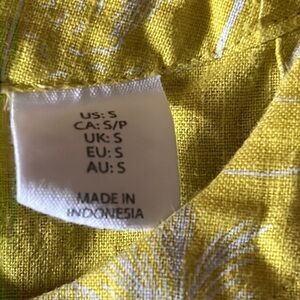 US: S
CA: S/P
UK: S
EU: S
AU: S
MADE IN
INDONESIA